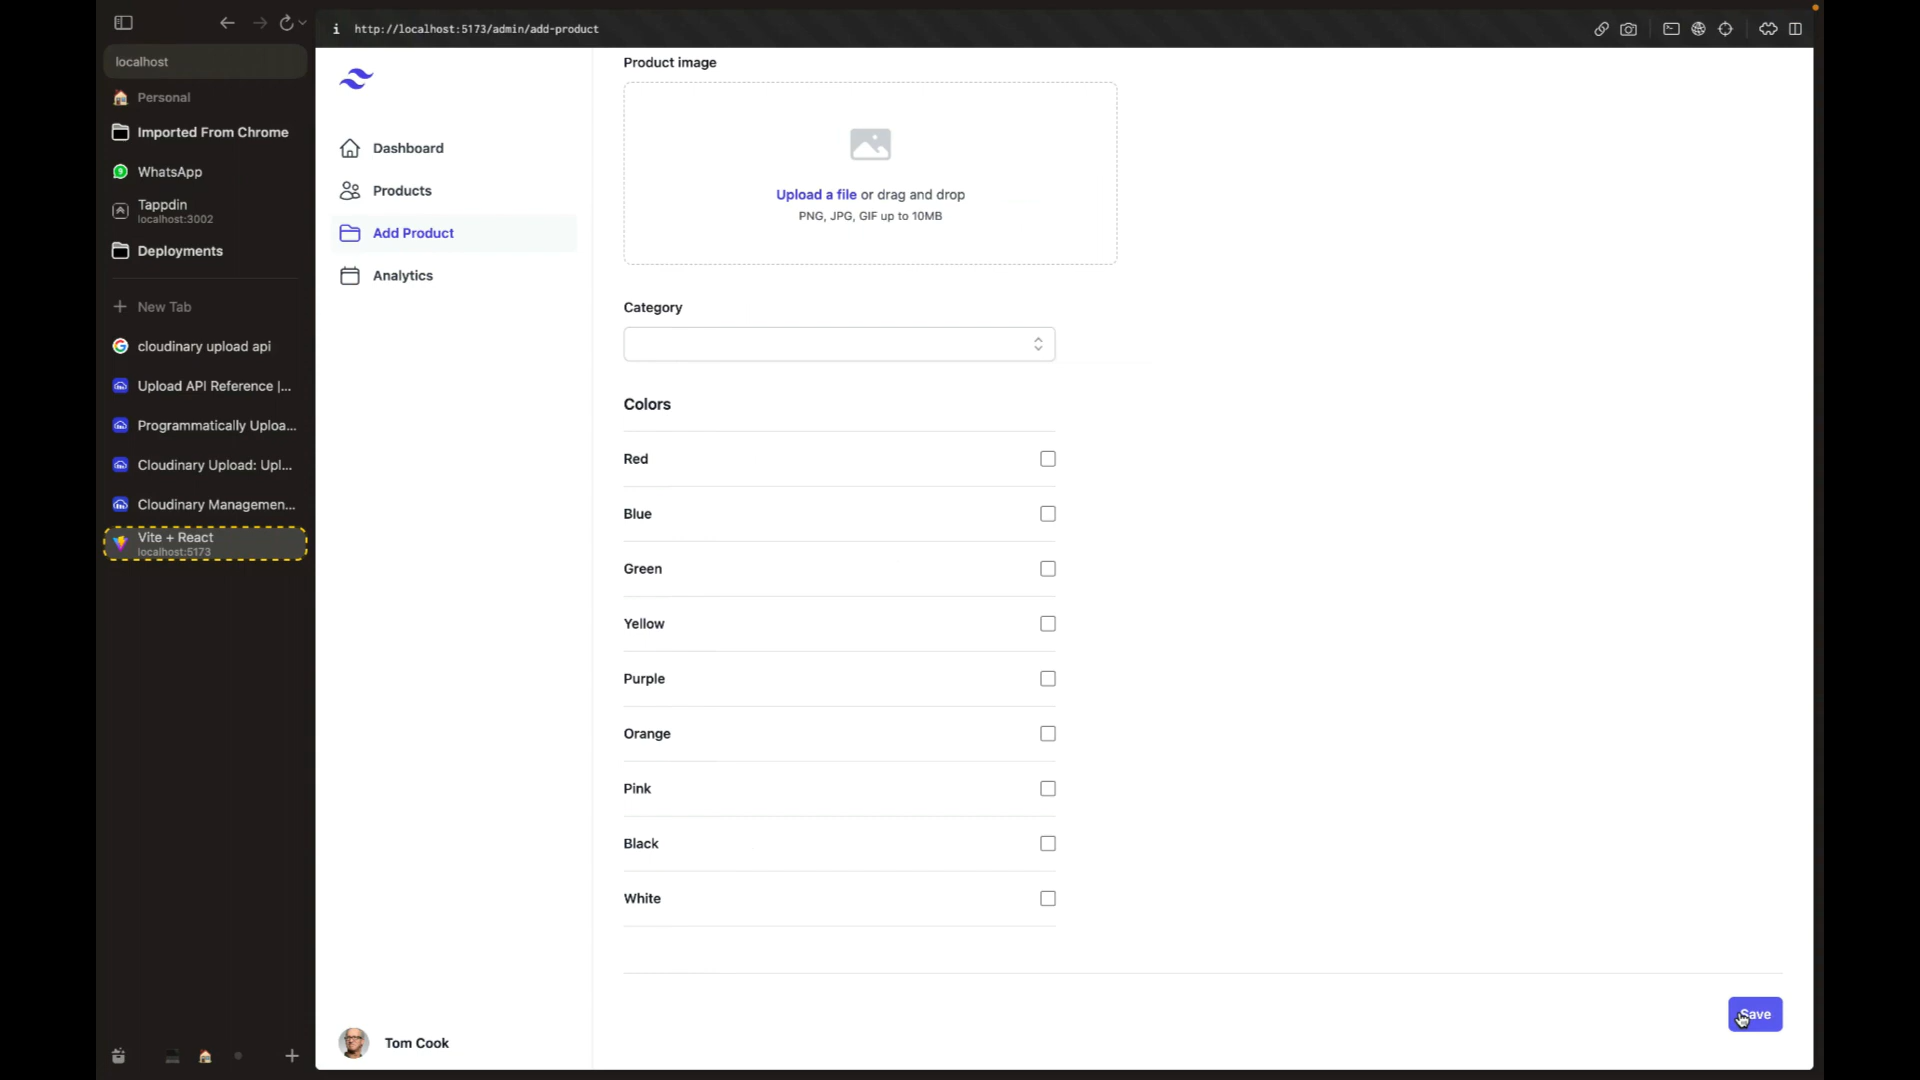 http://localhost:5173/admin/add-product
localhost
Personal
Imported From Chrome
WhatsApp
Tappdin
localhost:3002
Deployments
New Tab
cloudinary upload api
Upload API Reference |...
Programmatically Uploa...
Cloudinary Upload: Upl...
Cloudinary Managemen...
Vite + React
localhost:5173
Dashboard
Products
Add Product
Analytics
Tom Cook
Product image
Upload a file or drag and drop
PNG, JPG, GIF up to 10MB
Category
Colors
Red
Blue
Green
Yellow
Purple
Orange
Pink
Black
White
Save